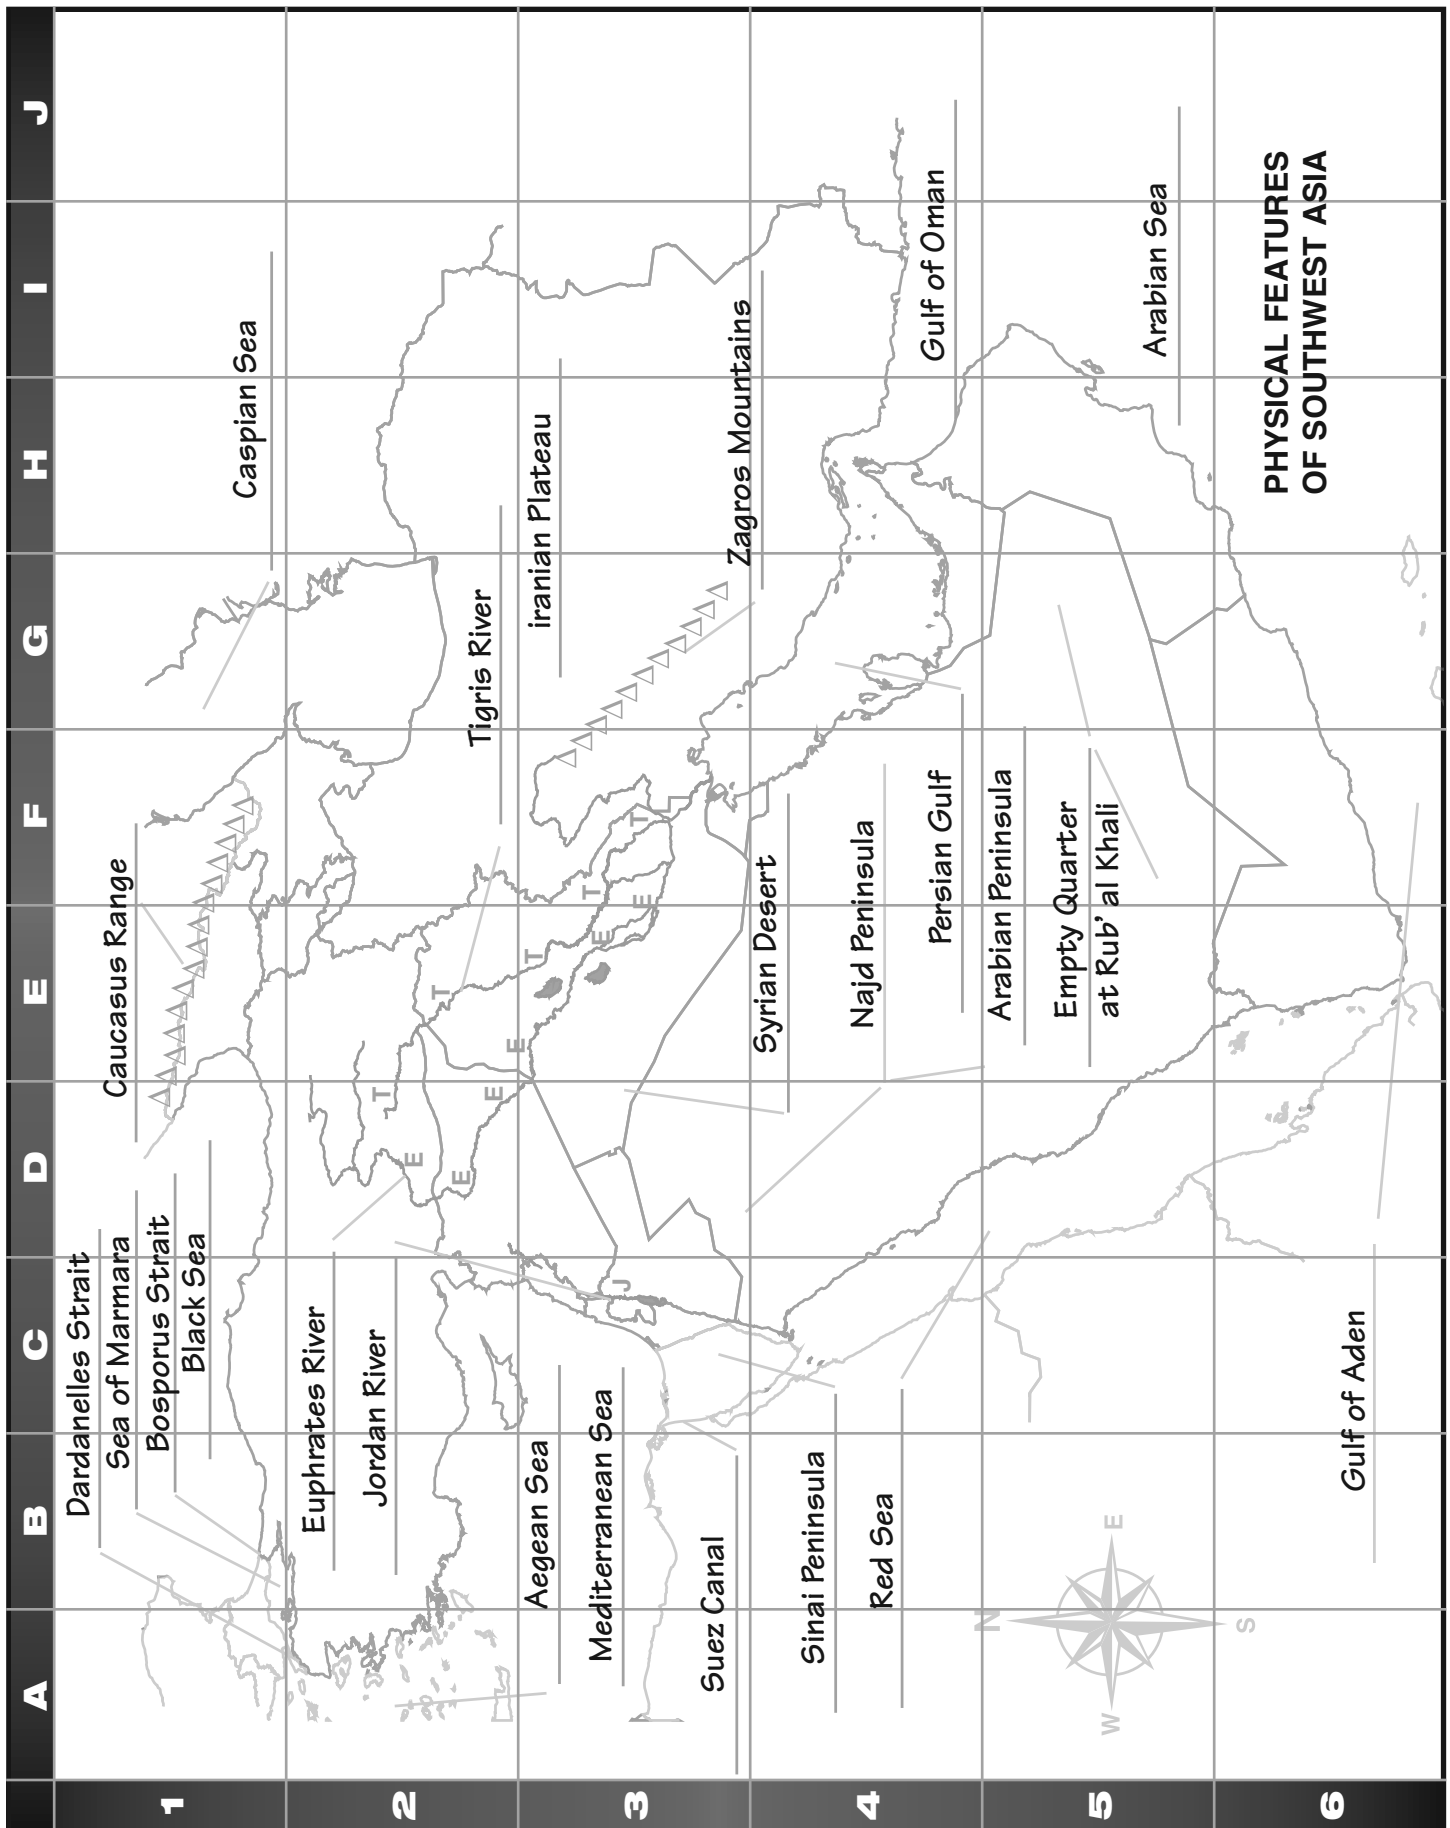 Dardanelles Strait
Sea of Marmara
Bosporus Strait
Black Sea
Caucasus Range
Caspian Sea
Euphrates River
Jordan River
Tigris River
iranian Plateau
Aegean Sea
Mediterranean Sea
Suez Canal
Zagros Mountains
Syrian Desert
Sinai Peninsula
Red Sea
Najd Peninsula
Persian Gulf
Gulf of Oman
Arabian Peninsula
Empty Quarter
at Rub' al Khali
Arabian Sea
Gulf of Aden
PHYSICAL FEATURES
OF SOUTHWEST ASIA
T
T
T
T
T
E
E
E
E
E
E
J
N
W
E
S
A
B
C
D
E
F
G
H
I
J
1
2
3
4
5
6